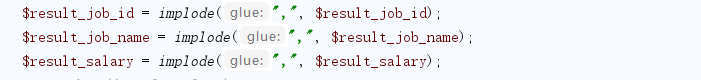 $result_job_id = implode( glue: ",", $result_job_id);
$result_job_name = implode( glue: ",", $result_job_name);
$result_salary = implode( glue: ",", $result_salary);